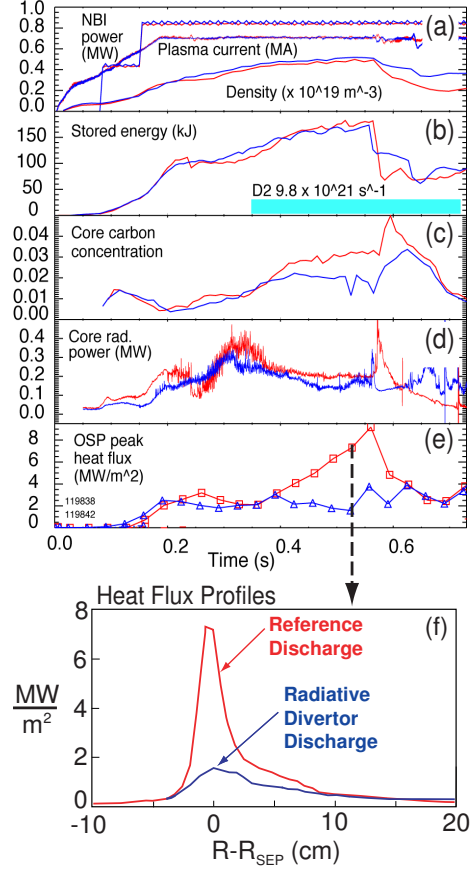 NBI
power
(MW)
(a)
Plasma current (MA)
Density (x 10^19 m^-3)
1.0
0.8
0.6
0.4
0.2
0.0
Stored energy (kJ)
(b)
150
100
50
0
D2 9.8 x 10^21 s^-1
Core carbon
concentration
(c)
0.04
0.03
0.02
0.01
0.00
Core rad.
power (MW)
(d)
0.4
0.3
0.2
0.1
0.0
OSP peak
heat flux
(MW/m^2)
(e)
8
6
4
2
0
119838
119842
0.0 0.2 0.4 0.6
Time (s)
Heat Flux Profiles
(f)
8
6
4
2
0
MW
m²
Reference
Discharge
Radiative
Divertor
Discharge
-10 0 10 20
R-RSEP (cm)